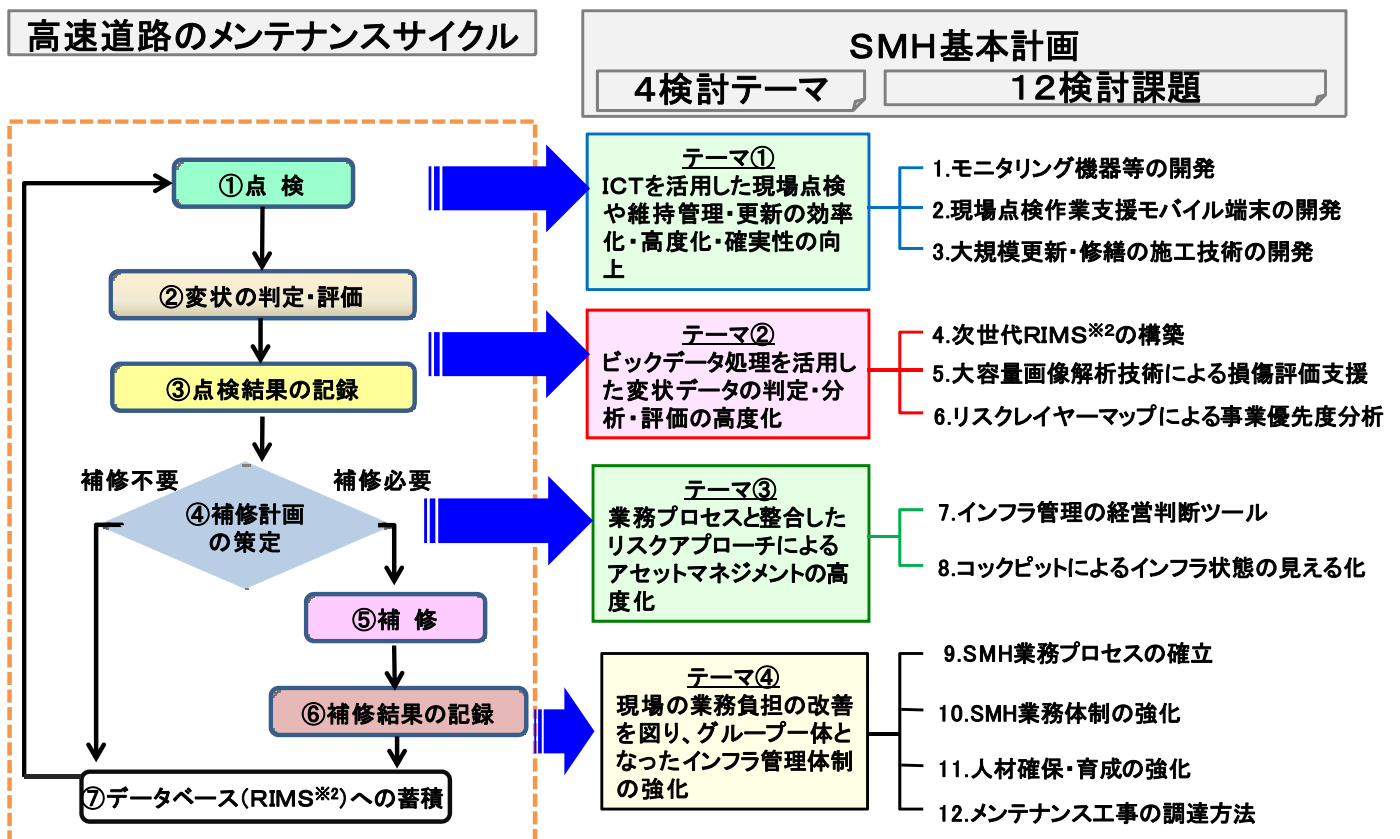 高速道路のメンテナンスサイクル
SMH基本計画
4検討テーマ
12検討課題
①点 検
②変状の判定・評価
③点検結果の記録
補修不要
補修必要
④補修計画
の策定
⑤補 修
⑥補修結果の記録
⑦データベース(RIMS※2)への蓄積
テーマ①
ICTを活用した現場点検
や維持管理・更新の効率
化・高度化・確実性の向
上
1.モニタリング機器等の開発
2.現場点検作業支援モバイル端末の開発
3.大規模更新・修繕の施工技術の開発
テーマ②
ビックデータ処理を活用し
た変状データの判定・分
析・評価の高度化
4.次世代RIMS※2の構築
5.大容量画像解析技術による損傷評価支援
6.リスクレイヤーマップによる事業優先度分析
テーマ③
業務プロセスと整合した
リスクアプローチによる
アセットマネジメントの高
度化
7.インフラ管理の経営判断ツール
8.コックピットによるインフラ状態の見える化
テーマ④
現場の業務負担の改善
を図り、グループ一体と
なったインフラ管理体制
の強化
9.SMH業務プロセスの確立
10.SMH業務体制の強化
11.人材確保・育成の強化
12.メンテナンス工事の調達方法